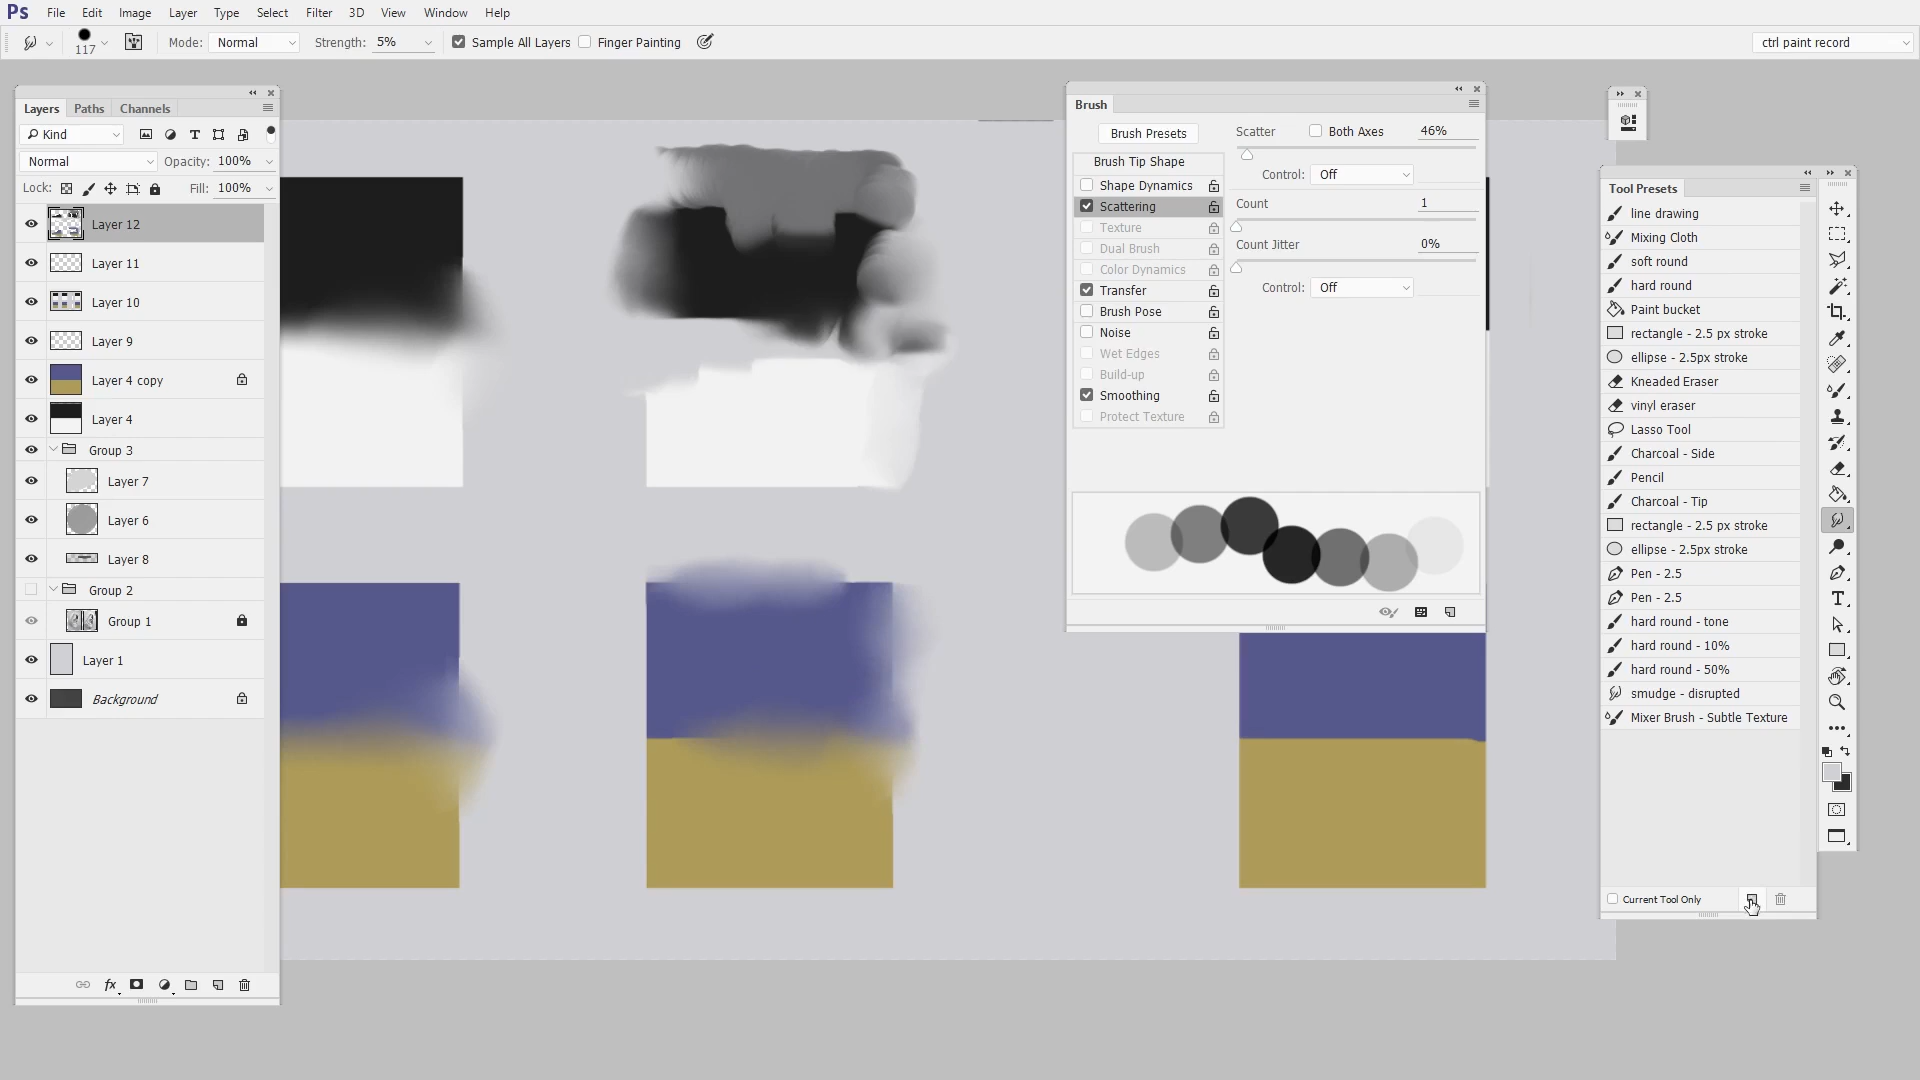 Ps File Edit Image Layer Type Select Filter 3D View Window Help
117 Mode: Normal Strength: 5% Sample All Layers Finger Painting ctrl paint record
Layers Paths Channels
Kind
Normal Opacity: 100%
Lock: Fill: 100%
Layer 12
Layer 11
Layer 10
Layer 9
Layer 4 copy
Layer 4
Group 3
Layer 7
Layer 6
Layer 8
Group 2
Group 1
Layer 1
Background
fx
Brush
Brush Presets
Brush Tip Shape
Shape Dynamics
Scattering
Texture
Dual Brush
Color Dynamics
Transfer
Brush Pose
Noise
Wet Edges
Build-up
Smoothing
Protect Texture
Scatter Both Axes 46%
Control: Off
Count 1
Count Jitter 0%
Control: Off
Tool Presets
line drawing
Mixing Cloth
soft round
hard round
Paint bucket
rectangle - 2.5 px stroke
ellipse - 2.5px stroke
Kneaded Eraser
vinyl eraser
Lasso Tool
Charcoal - Side
Pencil
Charcoal - Tip
rectangle - 2.5 px stroke
ellipse - 2.5px stroke
Pen - 2.5
Pen - 2.5
hard round - tone
hard round - 10%
hard round - 50%
smudge - disrupted
Mixer Brush - Subtle Texture
Current Tool Only